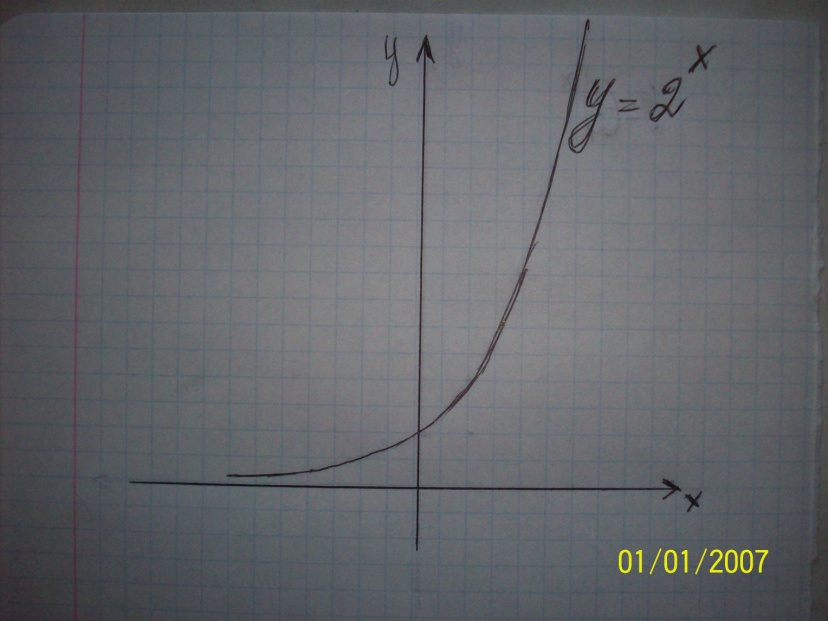 y
y = 2^x
x
01/01/2007